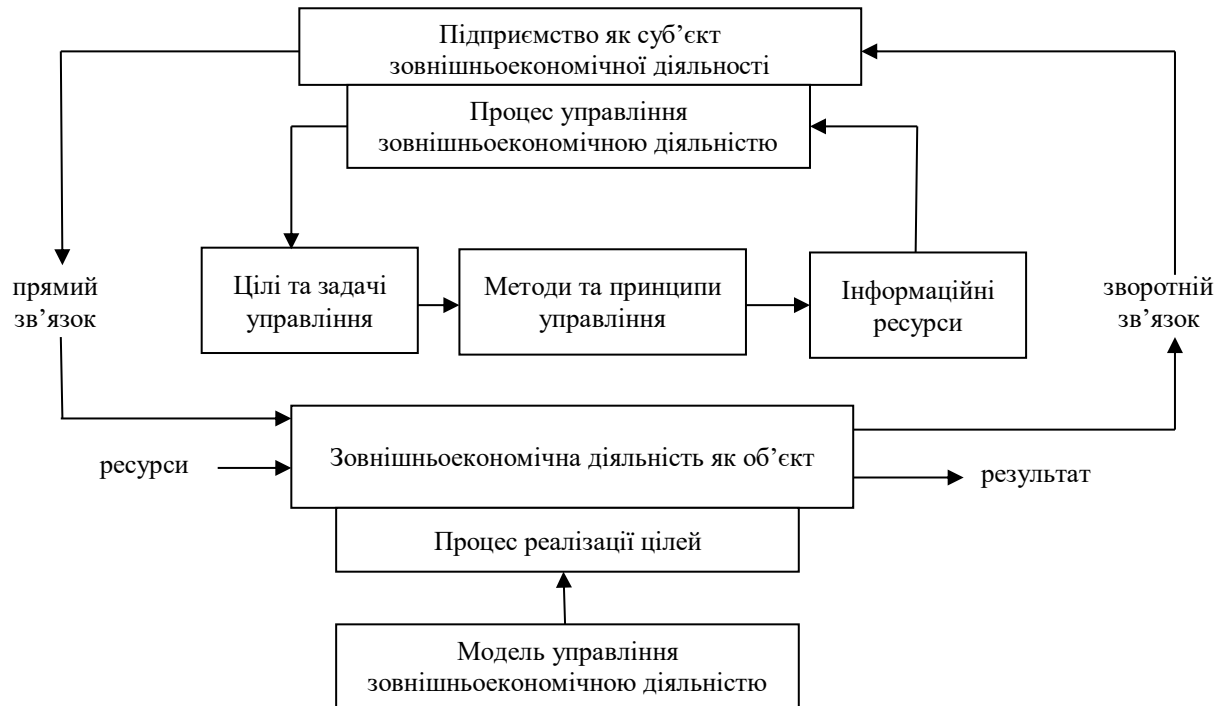 Підприємство як суб’єкт
зовнішньоекономічної діяльності
Процес управління
зовнішньоекономічною діяльністю
прямий
зв’язок
Цілі та задачі
управління
Методи та принципи
управління
Інформаційні
ресурси
зворотній
зв’язок
ресурси
Зовнішньоекономічна діяльність як об’єкт
результат
Процес реалізації цілей
Модель управління
зовнішньоекономічною діяльністю